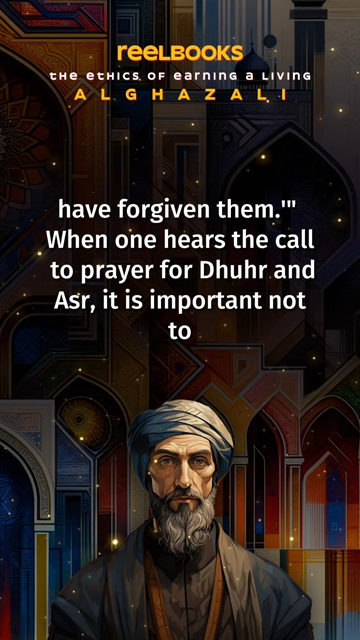 reelBOOKS
the ethics of earning a living
ALGHAZALI
have forgiven them.'"
When one hears the call
to prayer for Dhuhr and
Asr, it is important not
to